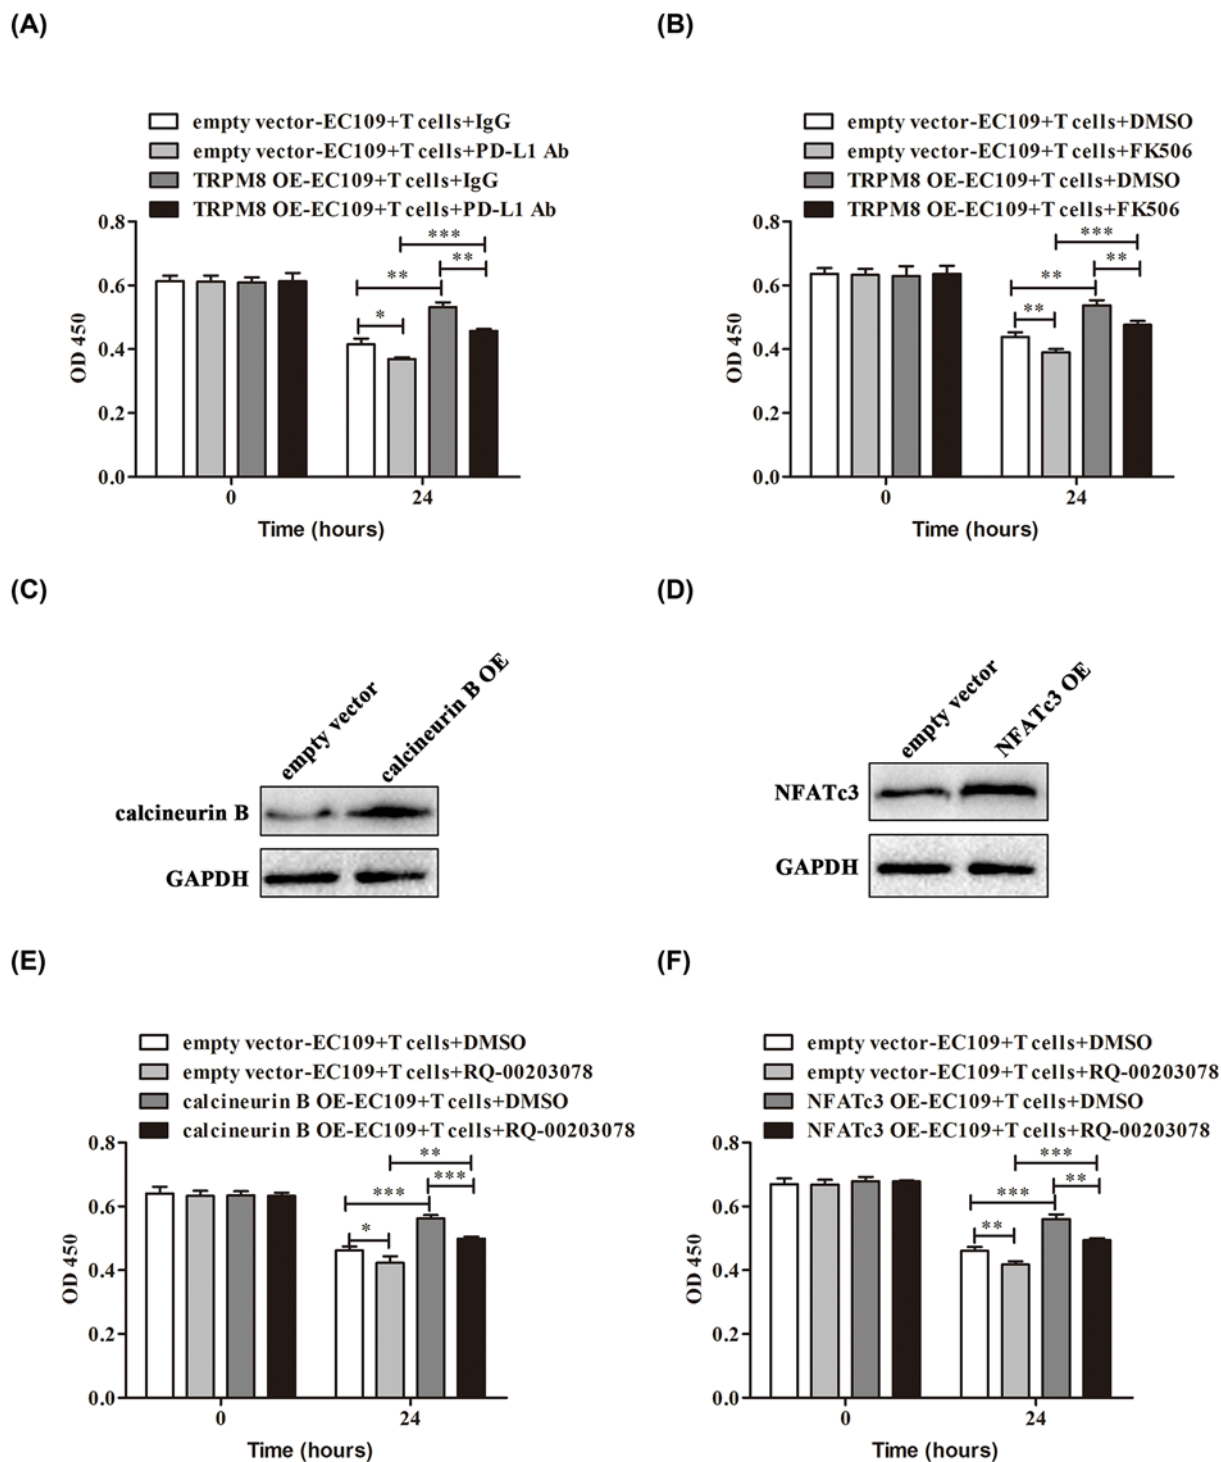 (A)
empty vector-EC109+T cells+IgG
empty vector-EC109+T cells+PD-L1 Ab
TRPM8 OE-EC109+T cells+IgG
TRPM8 OE-EC109+T cells+PD-L1 Ab
0.8
0.6
0.4
0.2
0.0
OD 450
*
**
**
***
0
24
Time (hours)
(B)
empty vector-EC109+T cells+DMSO
empty vector-EC109+T cells+FK506
TRPM8 OE-EC109+T cells+DMSO
TRPM8 OE-EC109+T cells+FK506
0.8
0.6
0.4
0.2
0.0
OD 450
**
**
**
***
0
24
Time (hours)
(C)
empty vector
calcineurin B OE
calcineurin B
GAPDH
(D)
empty vector
NFATc3 OE
NFATc3
GAPDH
(E)
empty vector-EC109+T cells+DMSO
empty vector-EC109+T cells+RQ-00203078
calcineurin B OE-EC109+T cells+DMSO
calcineurin B OE-EC109+T cells+RQ-00203078
0.8
0.6
0.4
0.2
0.0
OD 450
*
***
***
**
0
24
Time (hours)
(F)
empty vector-EC109+T cells+DMSO
empty vector-EC109+T cells+RQ-00203078
NFATc3 OE-EC109+T cells+DMSO
NFATc3 OE-EC109+T cells+RQ-00203078
0.8
0.6
0.4
0.2
0.0
OD 450
**
***
**
***
0
24
Time (hours)